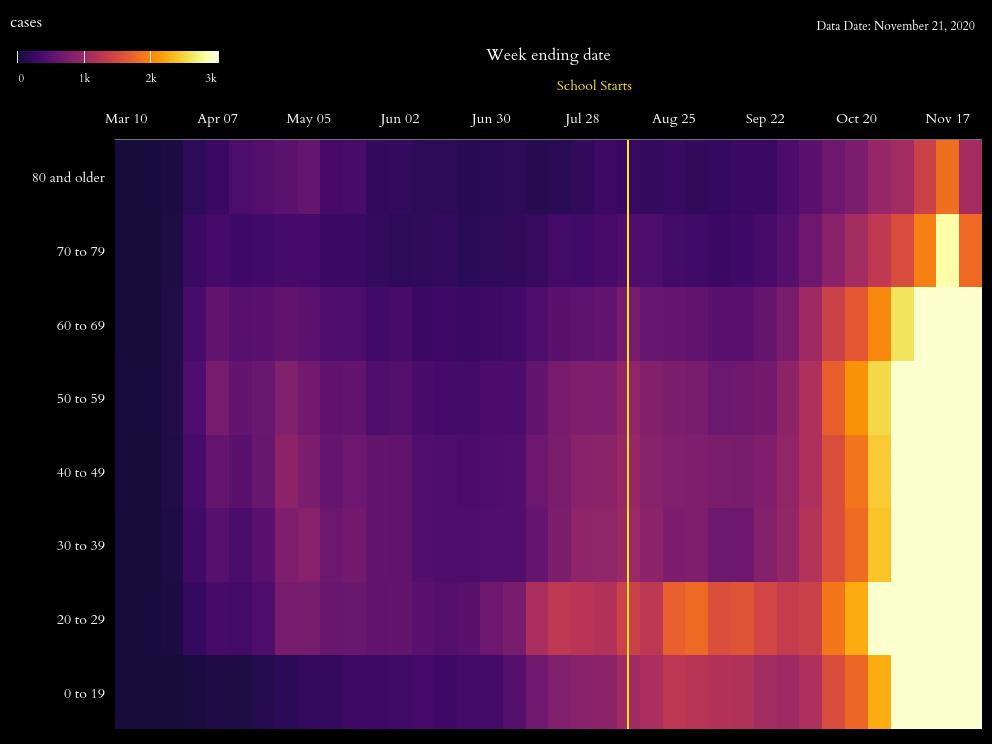 cases
Data Date: November 21, 2020
0 1k 2k 3k
Week ending date
School Starts
Mar 10 Apr 07 May 05 Jun 02 Jun 30 Jul 28 Aug 25 Sep 22 Oct 20 Nov 17
80 and older
70 to 79
60 to 69
50 to 59
40 to 49
30 to 39
20 to 29
0 to 19